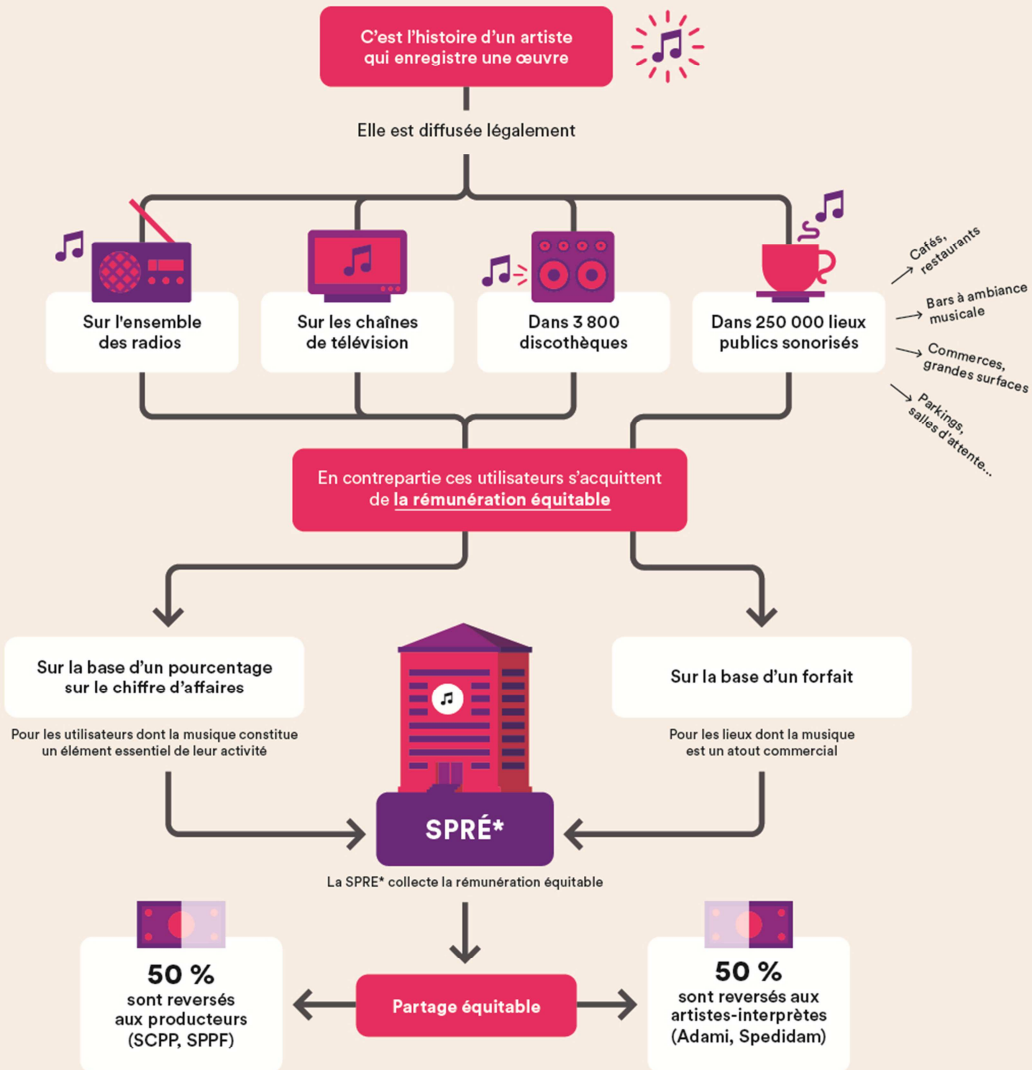 C'est l'histoire d'un artiste
qui enregistre une œuvre
Elle est diffusée légalement
Sur l'ensemble
des radios
Sur les chaînes
de télévision
Dans 3 800
discothèques
Dans 250 000 lieux
publics sonorisés
Cafés,
restaurants
Bars à ambiance
musicale
Commerces,
grandes surfaces
Parkings,
salles d'attente...
En contrepartie ces utilisateurs s'acquittent
de la rémunération équitable
Sur la base d'un pourcentage
sur le chiffre d'affaires
Pour les utilisateurs dont la musique constitue
un élément essentiel de leur activité
Sur la base d'un forfait
Pour les lieux dont la musique
est un atout commercial
SPRÉ*
La SPRE* collecte la rémunération équitable
50 %
sont reversés
aux producteurs
(SCPP, SPPF)
Partage équitable
50 %
sont reversés aux
artistes-interprètes
(Adami, Spedidam)